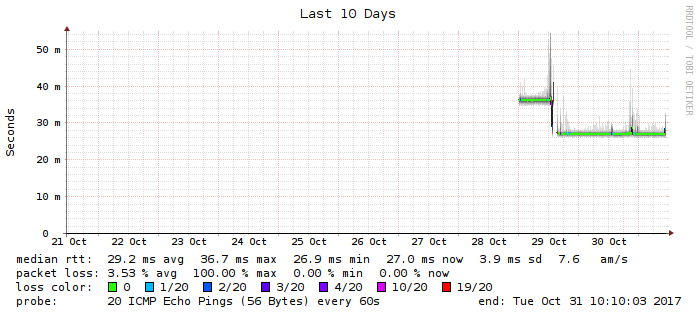 Last 10 Days
RRDTOOL / TOBI OETIKER
Seconds
50 m
40 m
30 m
20 m
10 m
0
21 Oct 22 Oct 23 Oct 24 Oct 25 Oct 26 Oct 27 Oct 28 Oct 29 Oct 30 Oct
median rtt: 29.2 ms avg 36.7 ms max 26.9 ms min 27.0 ms now 3.9 ms sd 7.6 am/s
packet loss: 3.53 % avg 100.00 % max 0.00 % min 0.00 % now
loss color: 0 1/20 2/20 3/20 4/20 10/20 19/20
probe: 20 ICMP Echo Pings (56 Bytes) every 60s end: Tue Oct 31 10:10:03 2017